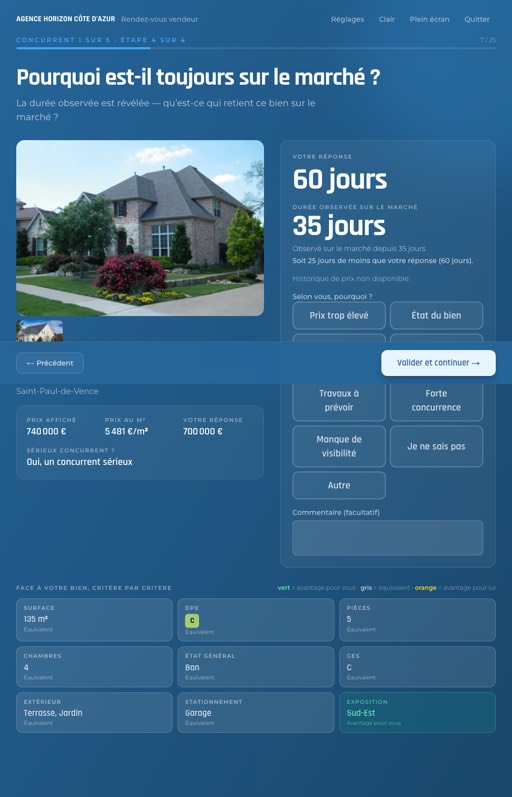 AGENCE HORIZON CÔTE D'AZUR Rendez-vous vendeur
Réglages Clair Plein écran Quitter
CONCURRENT 1 SUR 5 · ÉTAPE 4 SUR 4
7 / 25
Pourquoi est-il toujours sur le marché ?
La durée observée est révélée — qu'est-ce qui retient ce bien sur le
marché ?
VOTRE RÉPONSE
60 jours
DURÉE OBSERVÉE SUR LE MARCHÉ
35 jours
Observé sur le marché depuis 35 jours
Soit 25 jours de moins que votre réponse (60 jours).
Historique de prix non disponible.
Selon vous, pourquoi ?
Prix trop élevé
État du bien
← Précédent
Valider et continuer →
Saint-Paul-de-Vence
PRIX AFFICHÉ
740 000 €
PRIX AU M²
5 481 €/m²
VOTRE RÉPONSE
700 000 €
SÉRIEUX CONCURRENT ?
Oui, un concurrent sérieux
Travaux à
prévoir
Forte
concurrence
Manque de
visibilité
Je ne sais pas
Autre
Commentaire (facultatif)
FACE À VOTRE BIEN, CRITÈRE PAR CRITÈRE
vert = avantage pour vous · gris = équivalent · orange = avantage pour lui
SURFACE
135 m²
Équivalent
DPE
C
Équivalent
PIÈCES
5
Équivalent
CHAMBRES
4
Équivalent
ÉTAT GÉNÉRAL
Bon
Équivalent
GES
C
Équivalent
EXTÉRIEUR
Terrasse, Jardin
Équivalent
STATIONNEMENT
Garage
Équivalent
EXPOSITION
Sud-Est
Avantage pour vous